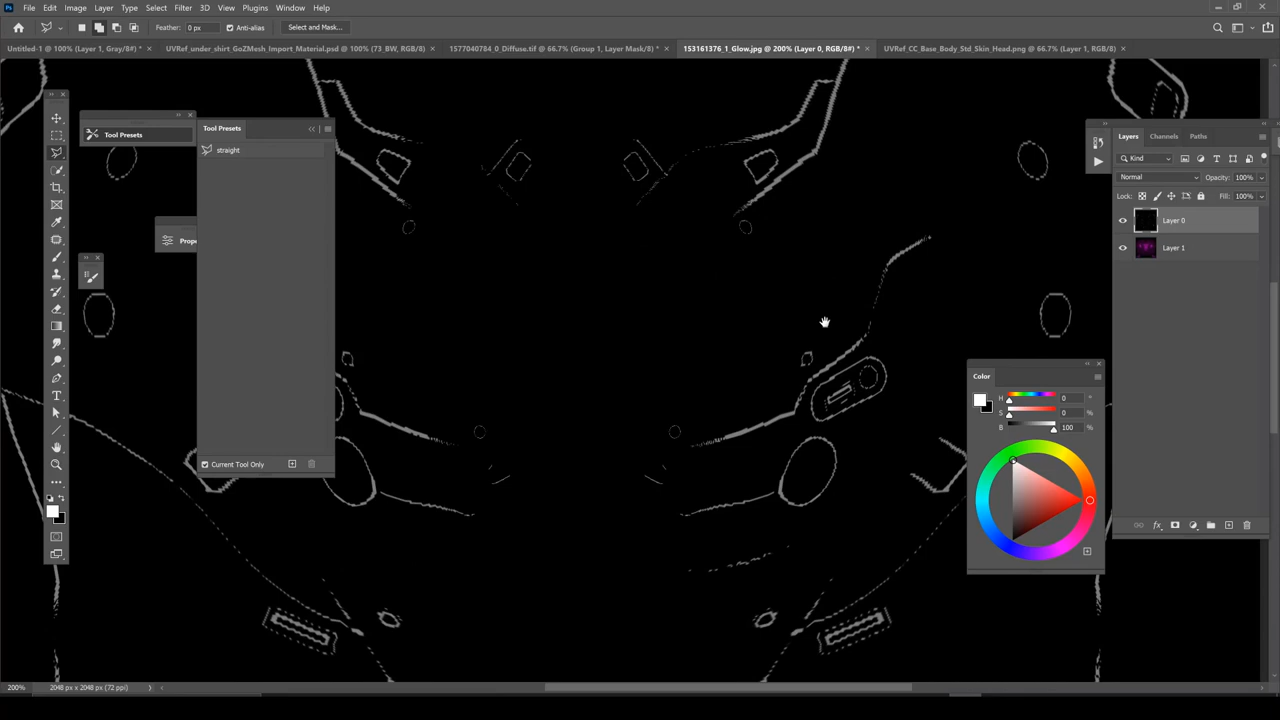 Ps File Edit Image Layer Type Select Filter 3D View Plugins Window Help
Feather: 0 px Anti-alias Select and Mask...
Untitled-1 @ 100% (Layer 1, Gray/8#) * × UVRef_under_shirt_GoZMesh_Import_Material.psd @ 100% (73_BW, RGB/8) × 1577040784_0_Diffuse.tif @ 66.7% (Group 1, Layer Mask/8) * × 153161376_1_Glow.jpg @ 200% (Layer 0, RGB/8#) * × UVRef_CC_Base_Body_Std_Skin_Head.png @ 66.7% (Layer 1, RGB/8) ×
Tool Presets
Tool Presets
straight
Prope
Current Tool Only
Layers Channels Paths
Kind
Normal Opacity: 100%
Lock: Fill: 100%
Layer 0
Layer 1
Color
H 0 °
S 0 %
B 100 %
fx
200% 2048 px x 2048 px (72 ppi)